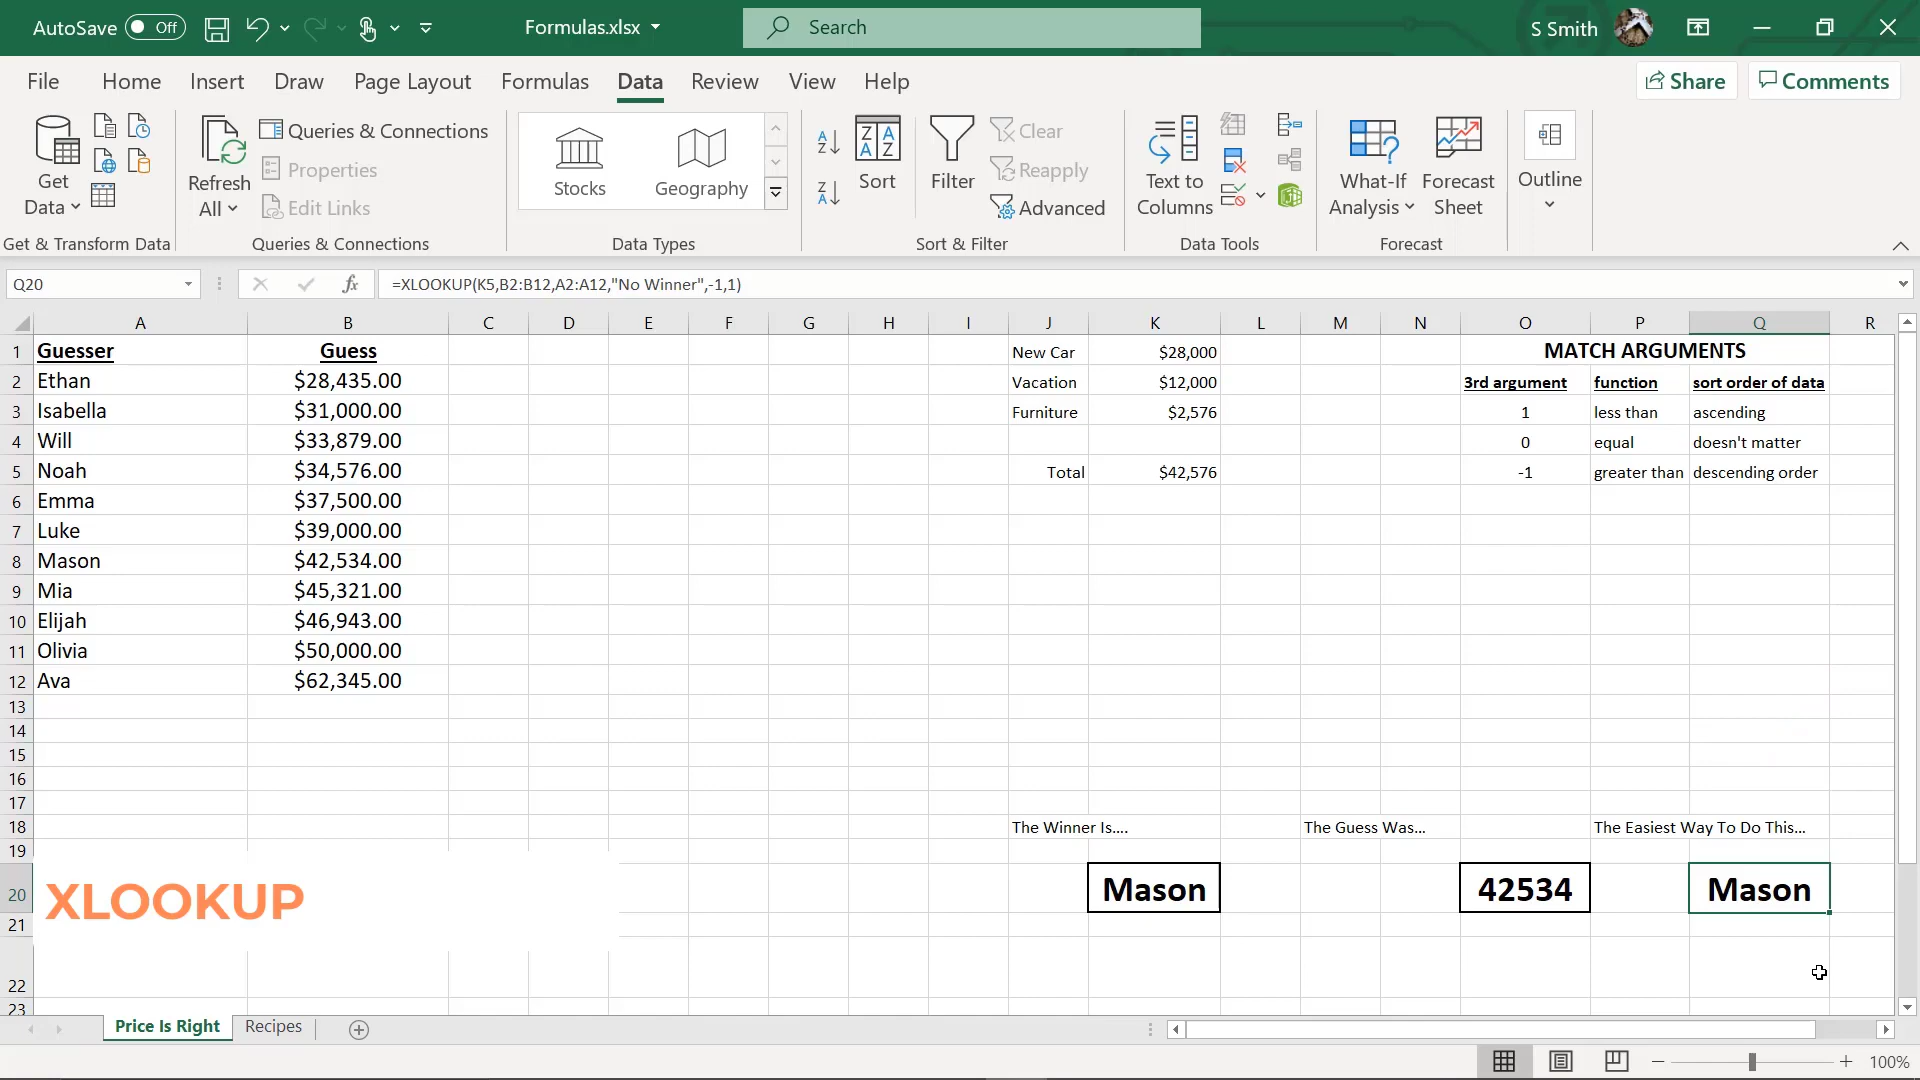 AutoSave Off Formulas.xlsx Search S Smith
File Home Insert Draw Page Layout Formulas Data Review View Help Share Comments
Get Data
Refresh All
Queries & Connections
Properties
Edit Links
Stocks
Geography
Sort
Filter
Clear
Reapply
Advanced
Text to Columns
What-If Analysis
Forecast Sheet
Outline
Get & Transform Data Queries & Connections Data Types Sort & Filter Data Tools Forecast
Q20 fx =XLOOKUP(K5,B2:B12,A2:A12,"No Winner",-1,1)
A B C D E F G H I J K L M N O P Q R
1 Guesser Guess New Car $28,000 MATCH ARGUMENTS
2 Ethan $28,435.00 Vacation $12,000 3rd argument function sort order of data
3 Isabella $31,000.00 Furniture $2,576 1 less than ascending
4 Will $33,879.00 0 equal doesn't matter
5 Noah $34,576.00 Total $42,576 -1 greater than descending order
6 Emma $37,500.00
7 Luke $39,000.00
8 Mason $42,534.00
9 Mia $45,321.00
10 Elijah $46,943.00
11 Olivia $50,000.00
12 Ava $62,345.00
13
14
15
16
17
18 The Winner Is.... The Guess Was... The Easiest Way To Do This...
19
20 XLOOKUP Mason 42534 Mason
21
22
23
Price Is Right Recipes
100%